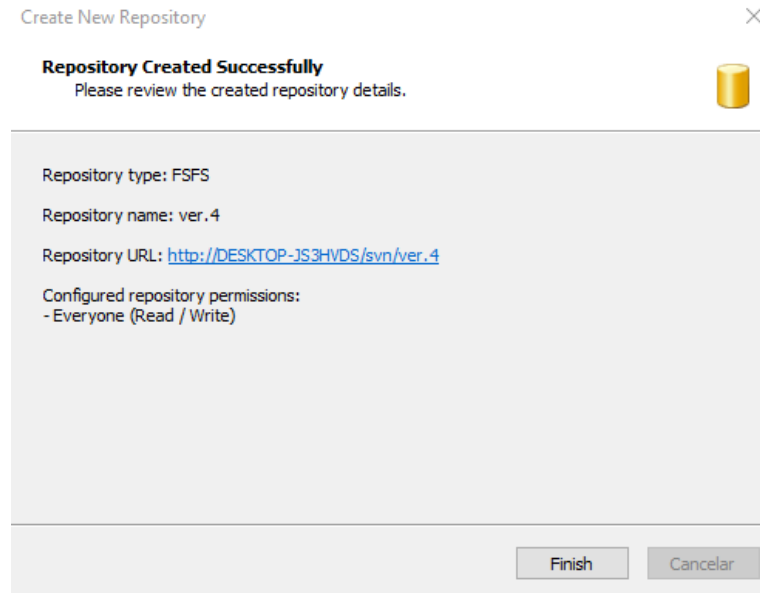 Create New Repository
Repository Created Successfully
Please review the created repository details.
Repository type: FSFS
Repository name: ver.4
Repository URL: http://DESKTOP-JS3HVDS/svn/ver.4
Configured repository permissions:
- Everyone (Read / Write)
Finish
Cancelar